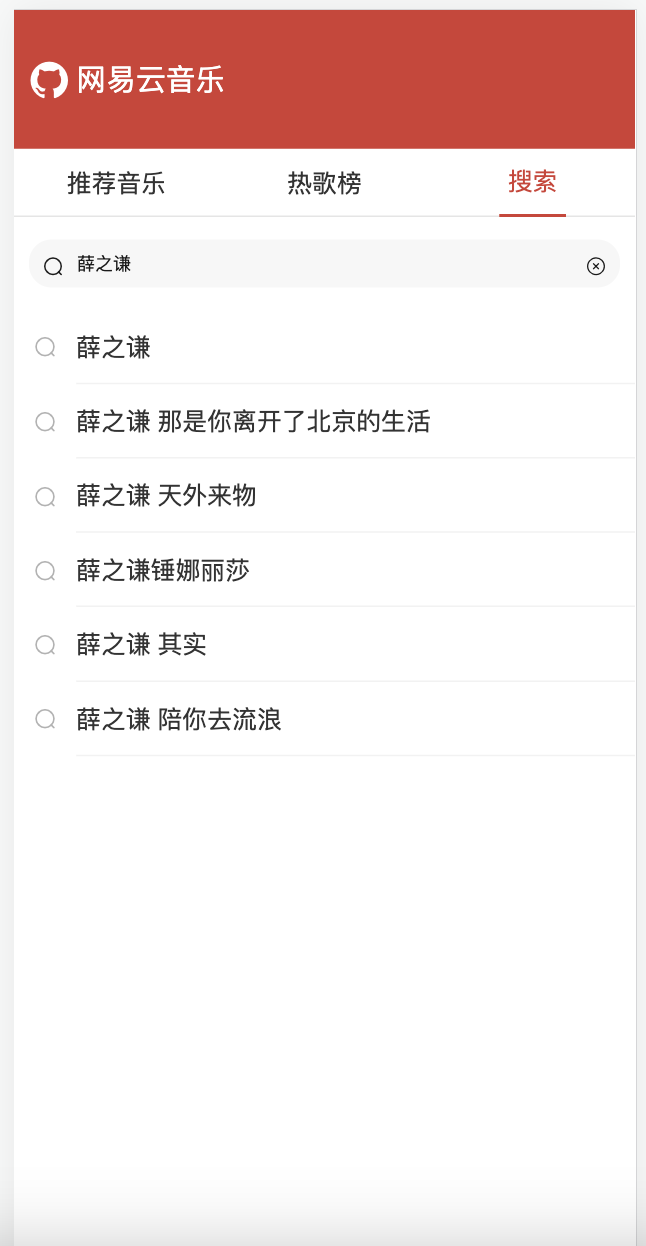 网易云音乐
推荐音乐 热歌榜 搜索
薛之谦
薛之谦
薛之谦 那是你离开了北京的生活
薛之谦 天外来物
薛之谦锤娜丽莎
薛之谦 其实
薛之谦 陪你去流浪